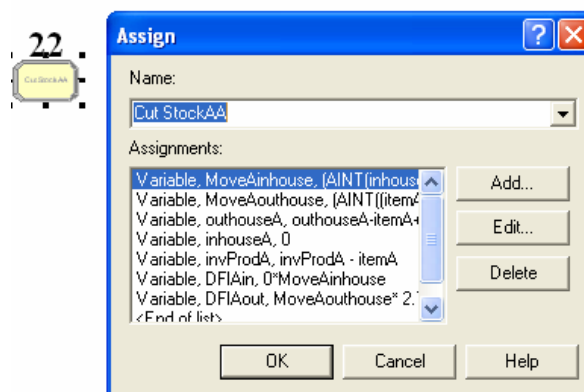 22
Cut StockAA
Assign
Name:
Cut StockAA
Assignments:
Variable, MoveAinhouse, (AINT(inhous
Variable, MoveAouthouse, (AINT((itemA
Variable, outhouseA, outhouseA-itemA+
Variable, inhouseA, 0
Variable, invProdA, invProdA - itemA
Variable, DFIAin, 0*MoveAinhouse
Variable, DFIAout, MoveAouthouse* 2.
<End of list>
Add...
Edit...
Delete
OK
Cancel
Help